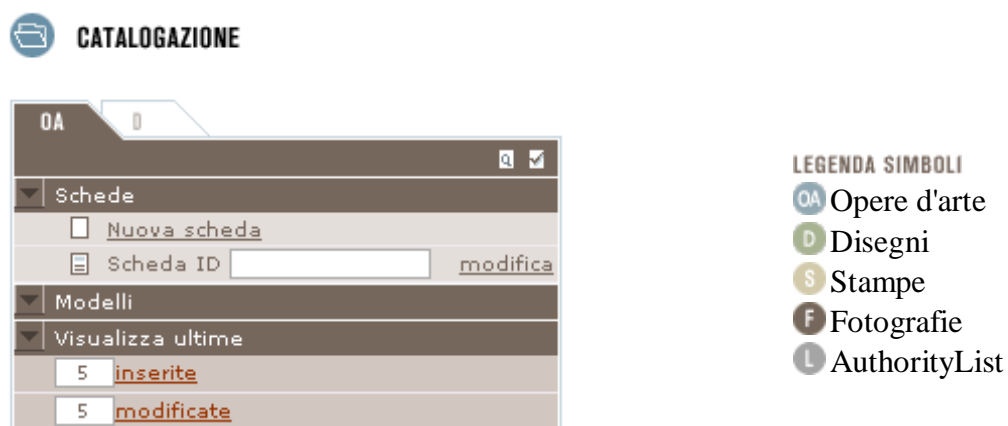 CATALOGAZIONE
OA D
Schede
Nuova scheda
Scheda ID modifica
Modelli
Visualizza ultime
5 inserite
5 modificate
LEGENDA SIMBOLI
OA Opere d'arte
D Disegni
S Stampe
F Fotografie
L AuthorityList